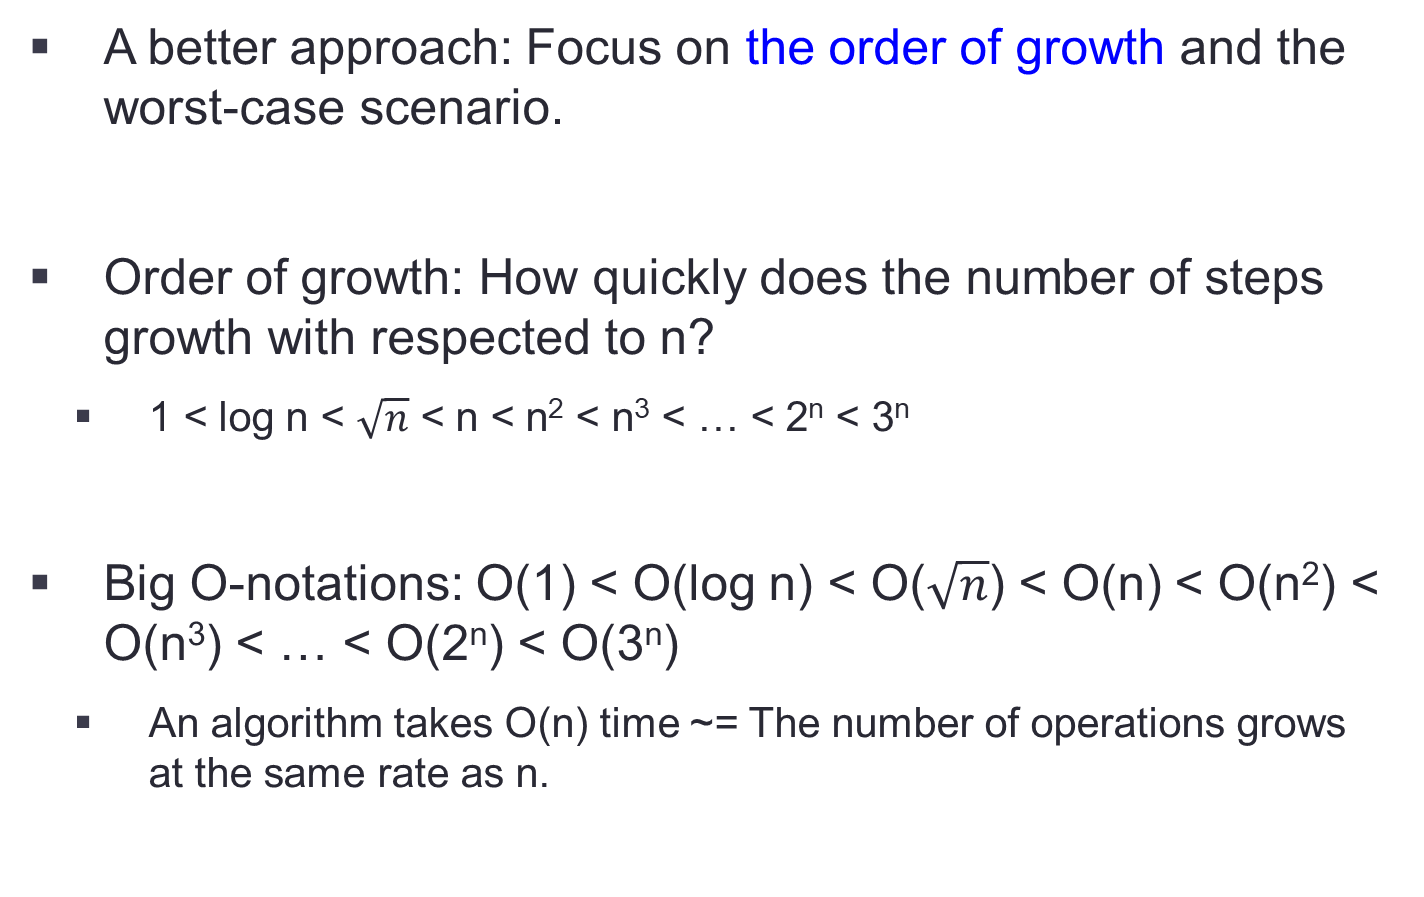 ▪ A better approach: Focus on the order of growth and the
worst-case scenario.
▪ Order of growth: How quickly does the number of steps
growth with respected to n?
▪ 1 < log n < √n < n < n² < n³ < … < 2ⁿ < 3ⁿ
▪ Big O-notations: O(1) < O(log n) < O(√n) < O(n) < O(n²) <
O(n³) < … < O(2ⁿ) < O(3ⁿ)
▪ An algorithm takes O(n) time ~= The number of operations grows
at the same rate as n.